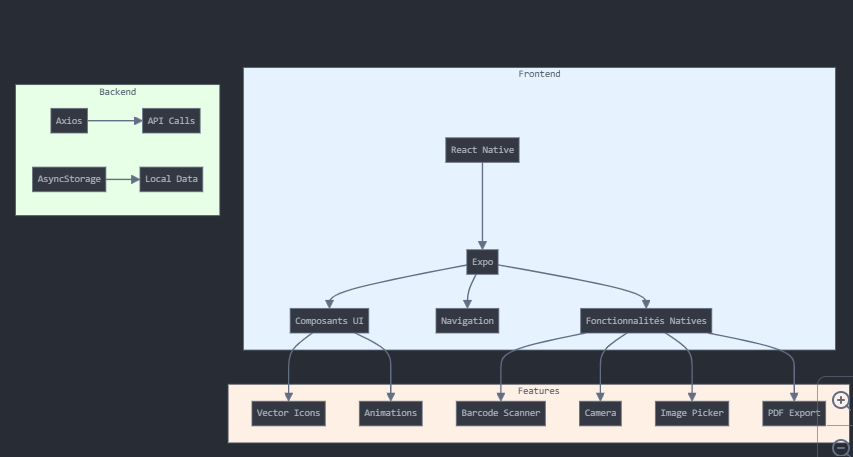 Backend
Axios
API Calls
AsyncStorage
Local Data
Frontend
React Native
Expo
Composants UI
Navigation
Fonctionnalités Natives
Features
Vector Icons
Animations
Barcode Scanner
Camera
Image Picker
PDF Export